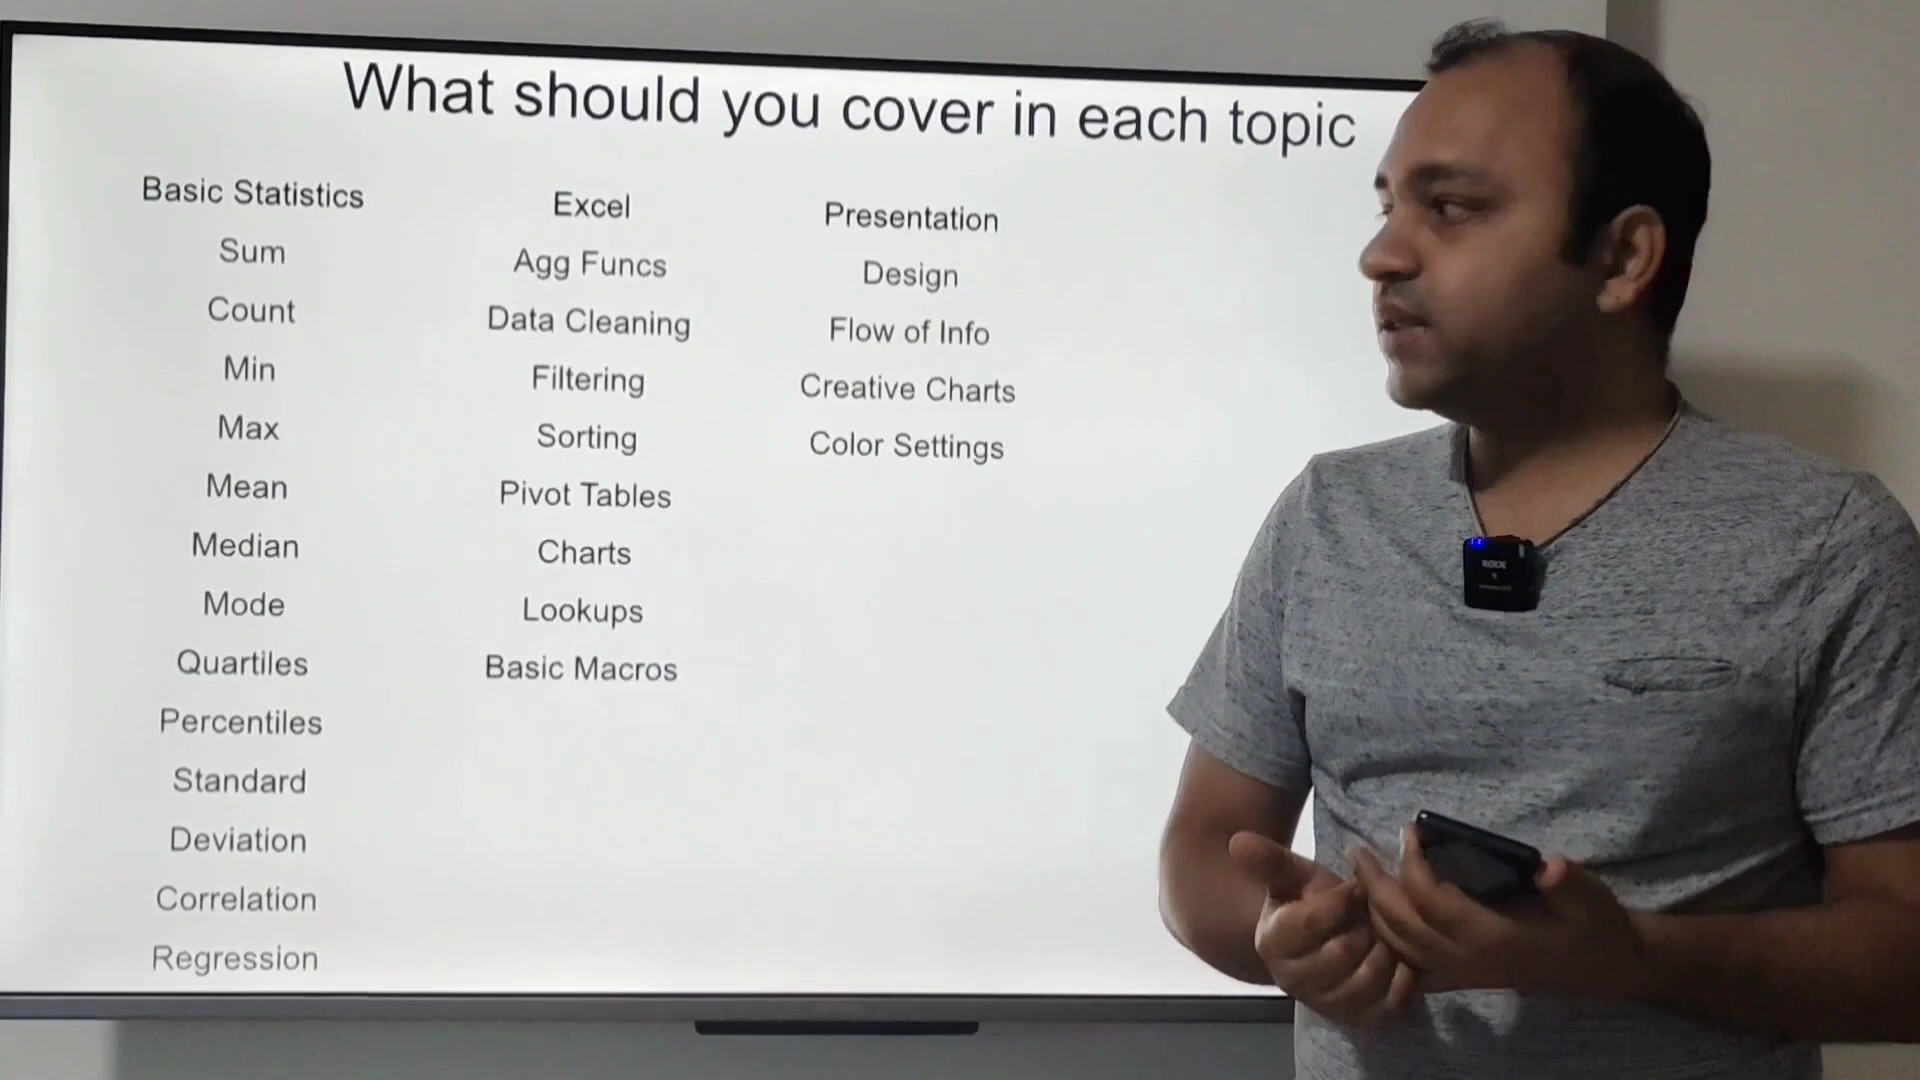 What should you cover in each topic
Basic Statistics
Sum
Count
Min
Max
Mean
Median
Mode
Quartiles
Percentiles
Standard
Deviation
Correlation
Regression
Excel
Agg Funcs
Data Cleaning
Filtering
Sorting
Pivot Tables
Charts
Lookups
Basic Macros
Presentation
Design
Flow of Info
Creative Charts
Color Settings
RØDE